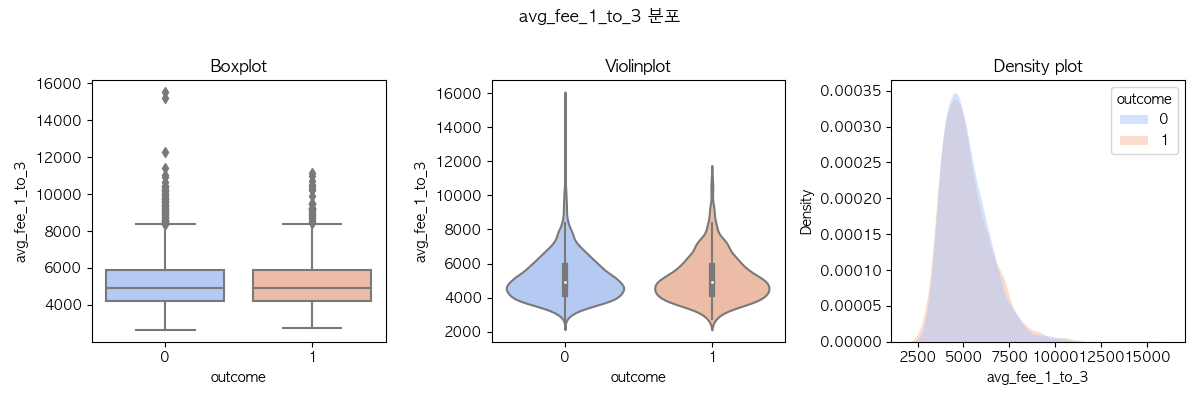 avg_fee_1_to_3 분포
Boxplot
avg_fee_1_to_3
16000
14000
12000
10000
8000
6000
4000
0
1
outcome
Violinplot
avg_fee_1_to_3
16000
14000
12000
10000
8000
6000
4000
2000
0
1
outcome
Density plot
Density
0.00035
0.00030
0.00025
0.00020
0.00015
0.00010
0.00005
0.00000
outcome
0
1
2500 5000 7500 10000 12500 15000
avg_fee_1_to_3